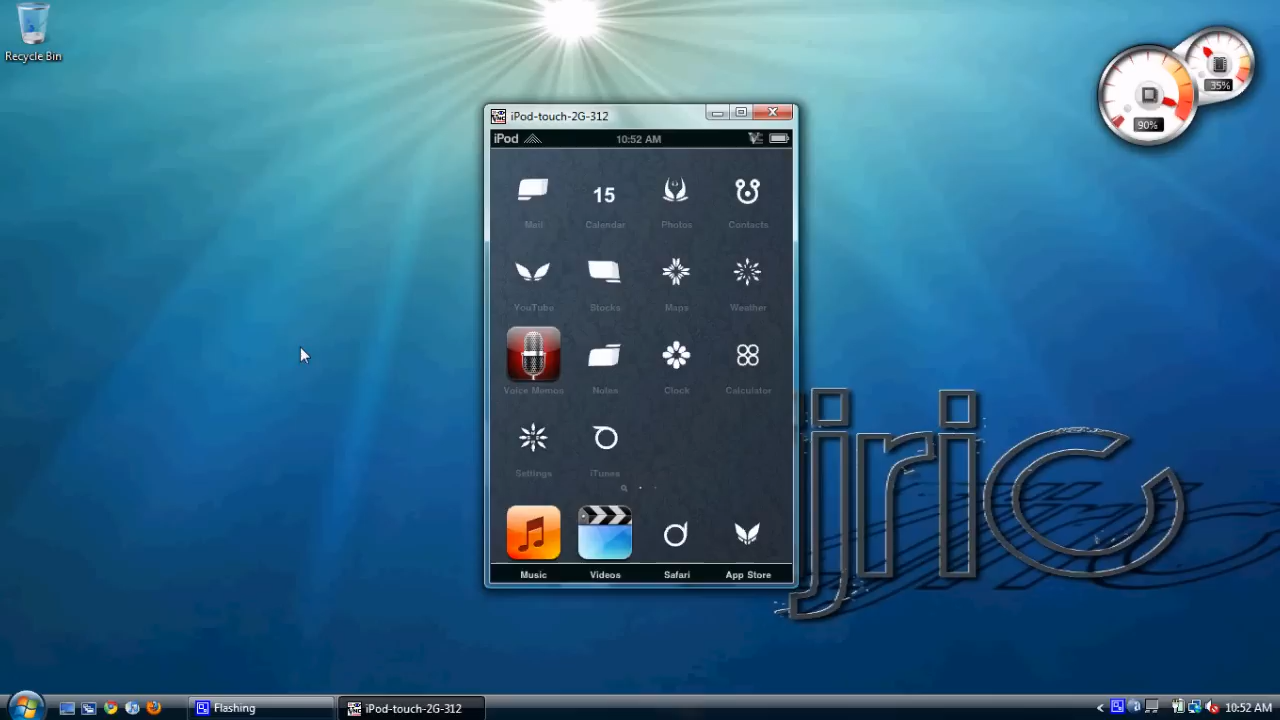 Recycle Bin
90%
35%
iPod-touch-2G-312
iPod 10:52 AM
15
Mail Calendar Photos Contacts
YouTube Stocks Maps Weather
Voice Memos Notes Clock Calculator
Settings iTunes
Music Videos Safari App Store
jric
Flashing iPod-touch-2G-312 10:52 AM